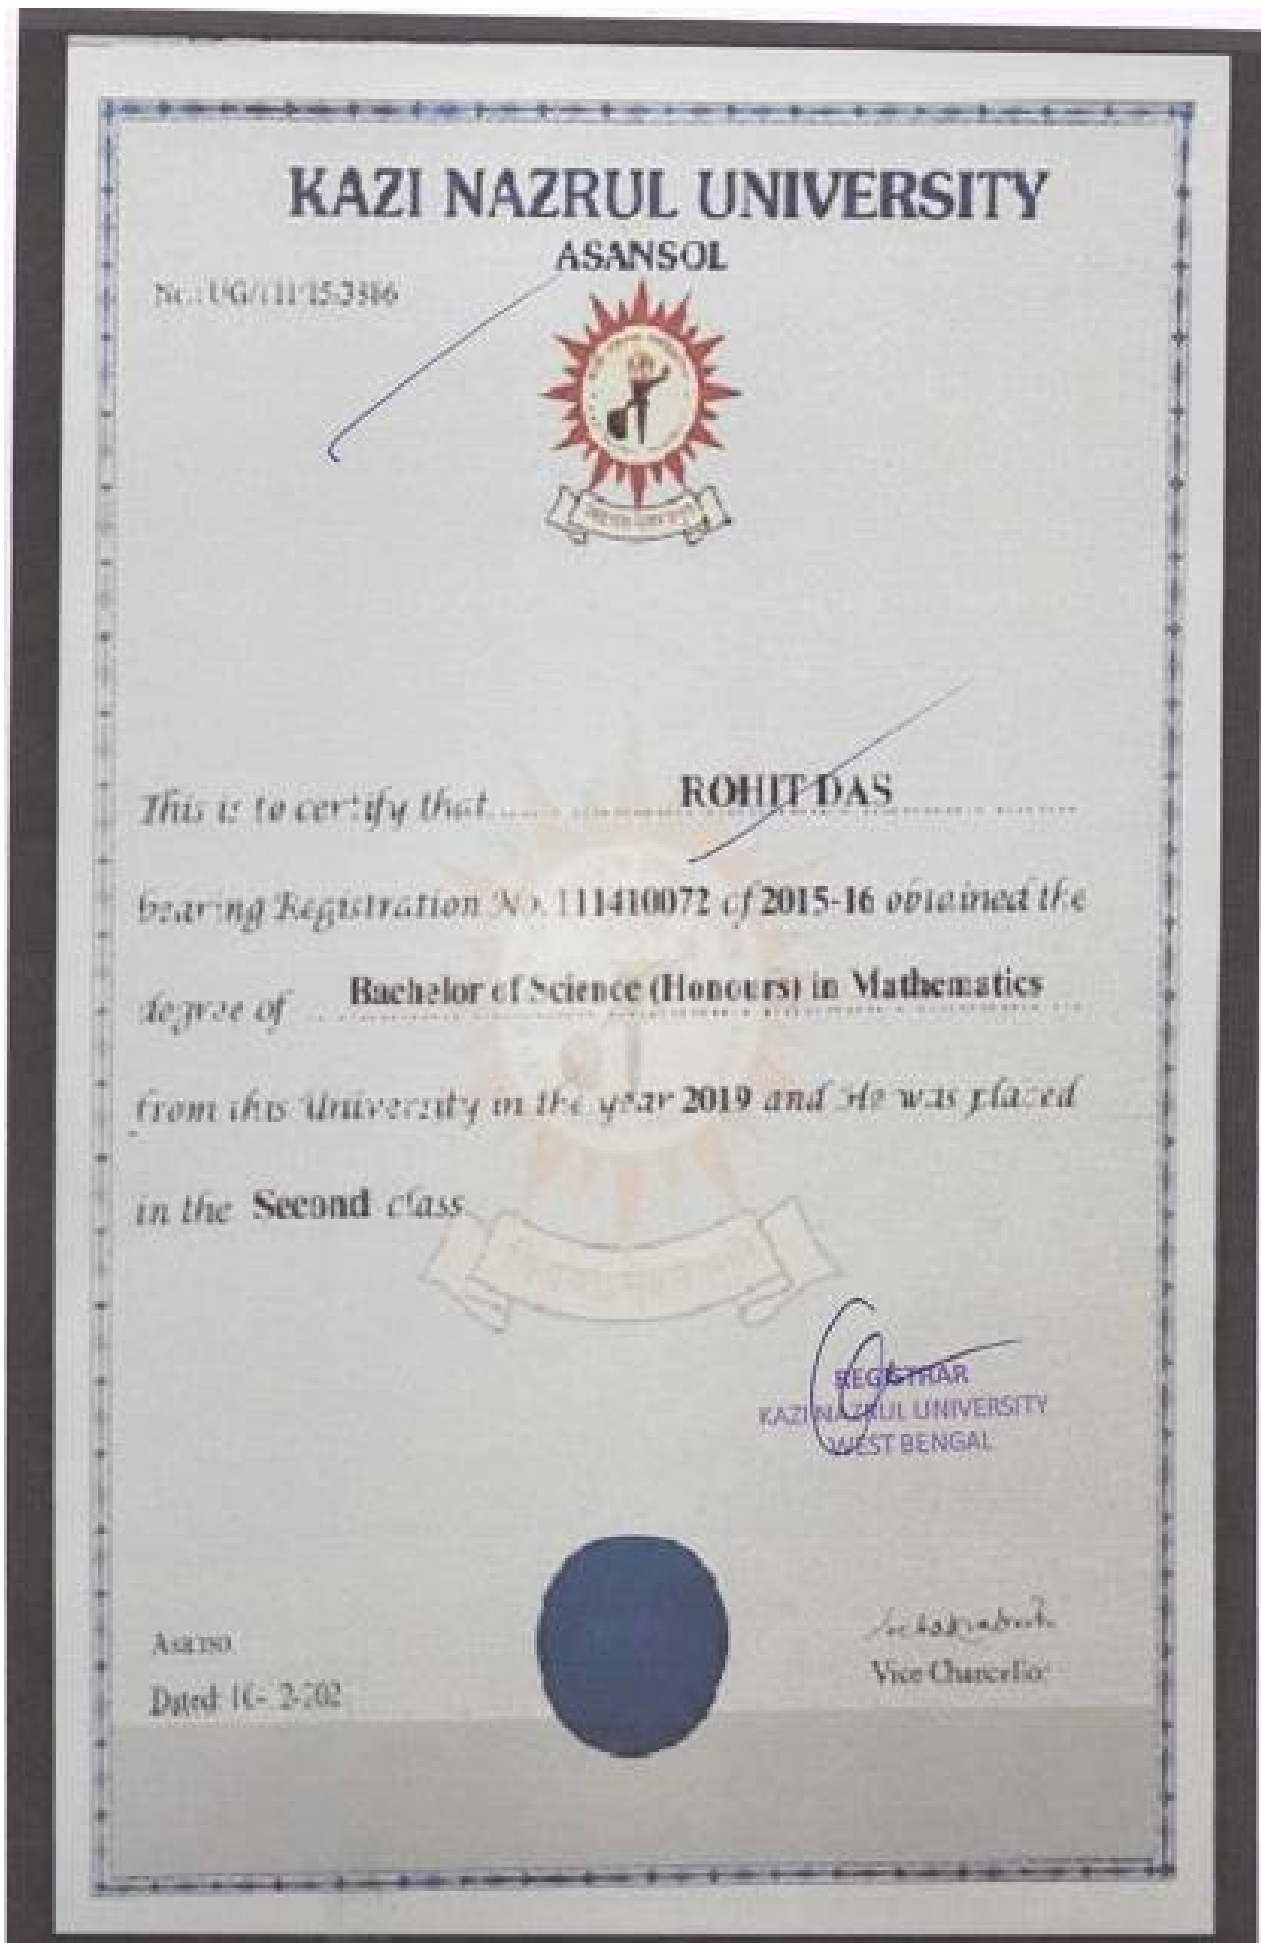 KAZI NAZRUL UNIVERSITY
ASANSOL
This is to certify that ROHIT DAS
bearing Registration No. 111410072 of 2015-16 obtained the
degree of Bachelor of Science (Honours) in Mathematics
from this University in the year 2019 and He was placed
in the Second class
REGISTRAR
KAZI NAZRUL UNIVERSITY
WEST BENGAL
Vice Chancellor
Dated